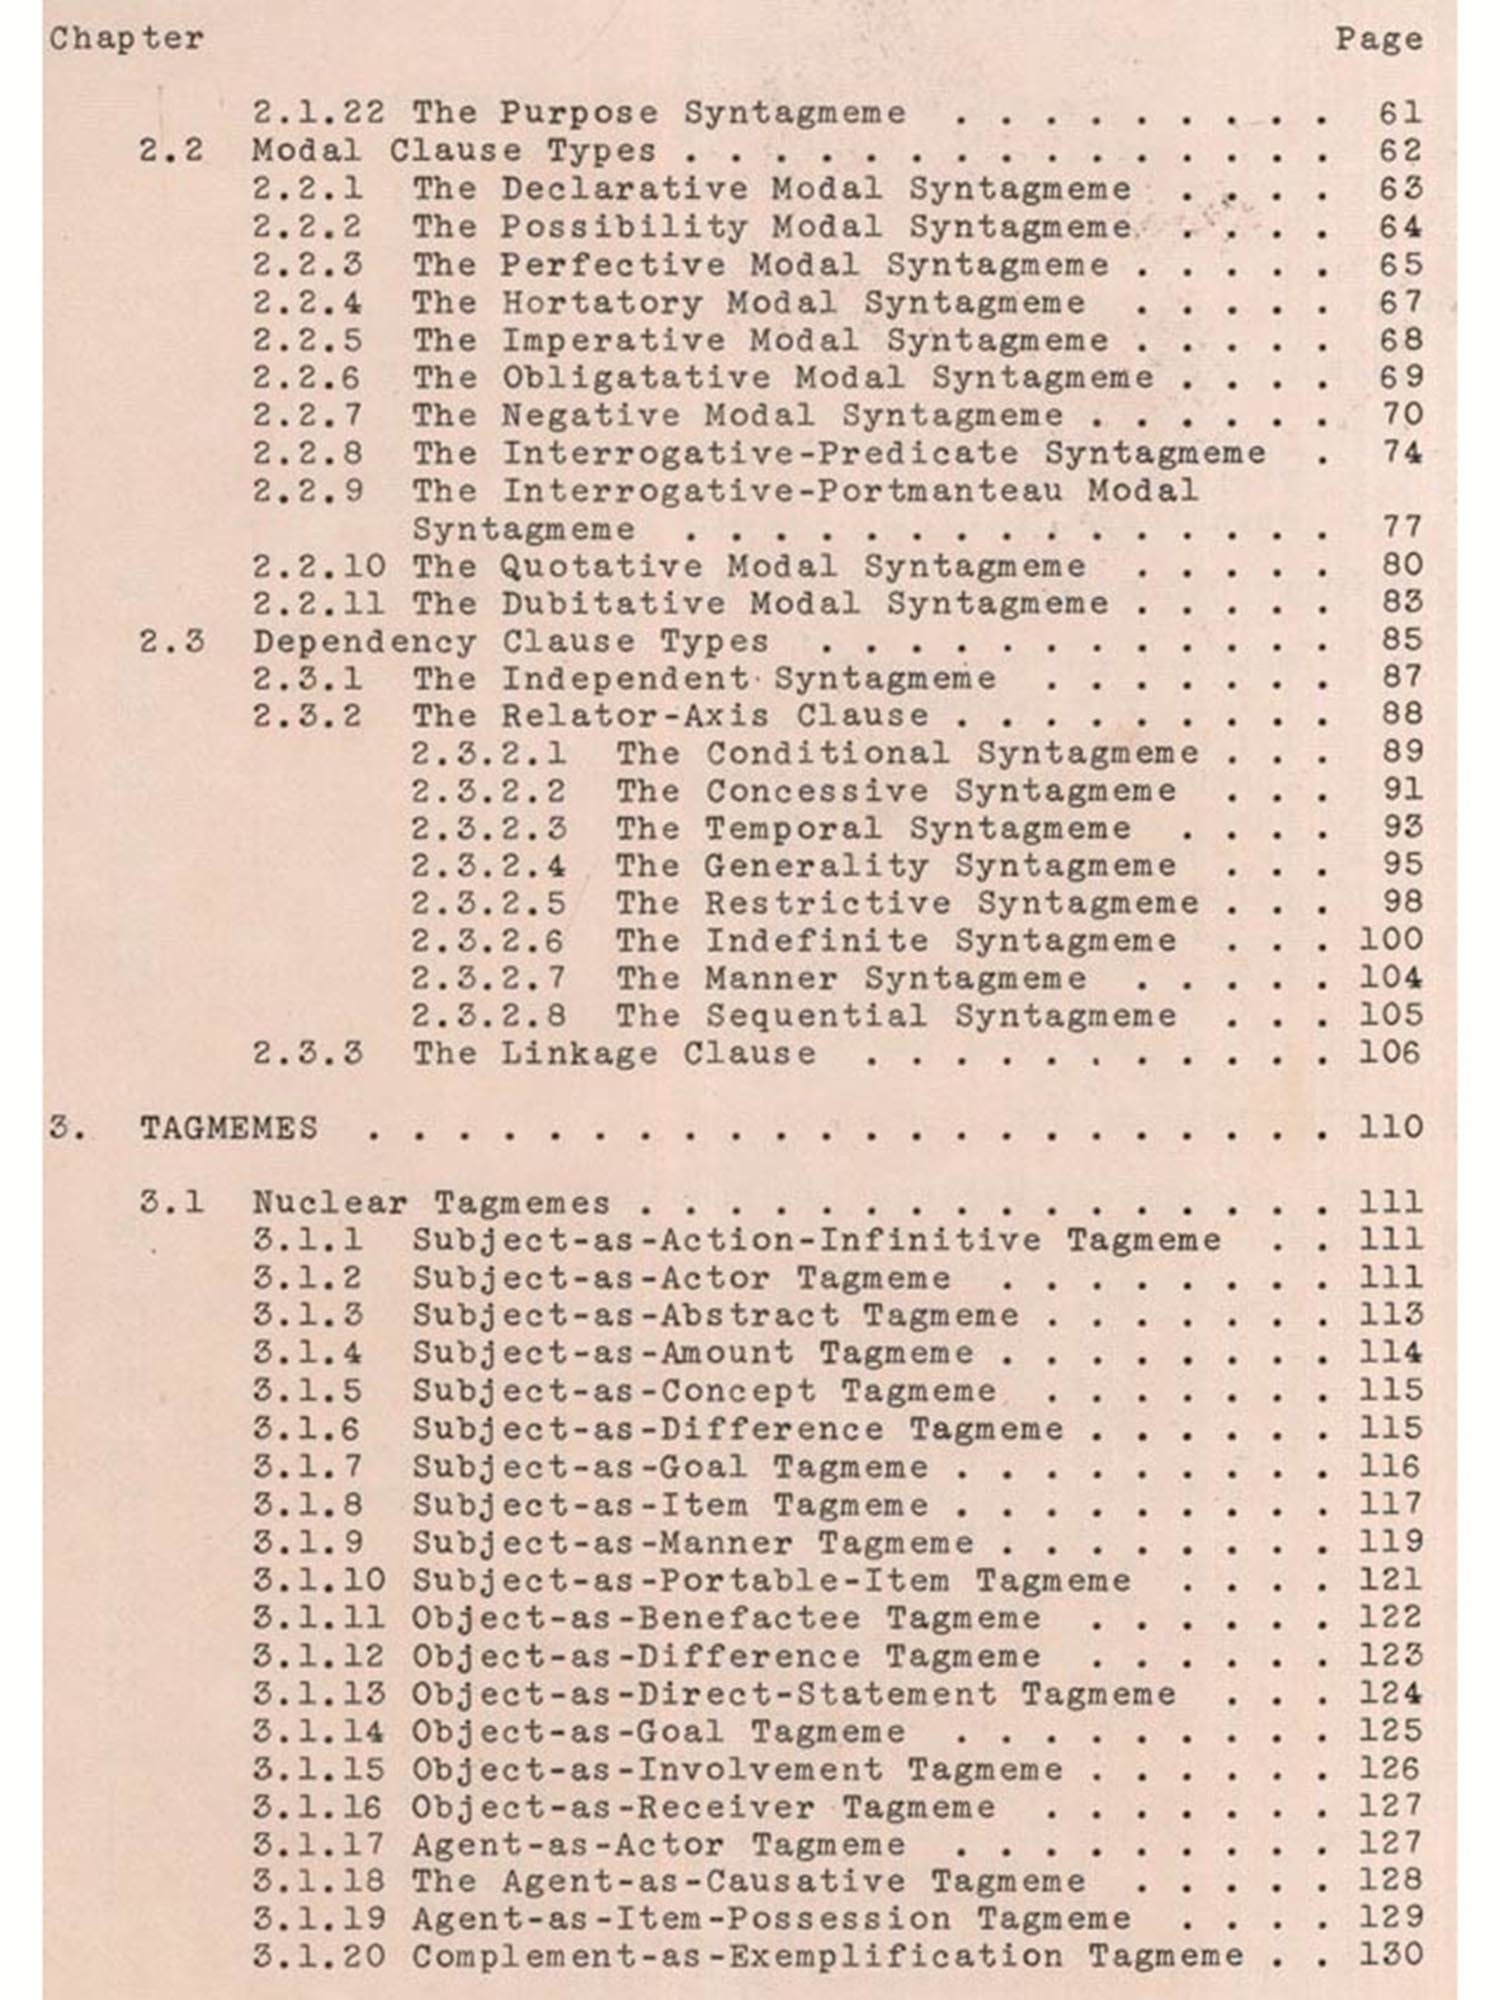 Chapter Page
2.1.22 The Purpose Syntagmeme . . . . . . . . . 61
2.2 Modal Clause Types . . . . . . . . . . . . . . . 62
2.2.1 The Declarative Modal Syntagmeme . . . . 63
2.2.2 The Possibility Modal Syntagmeme . . . . 64
2.2.3 The Perfective Modal Syntagmeme . . . . . 65
2.2.4 The Hortatory Modal Syntagmeme . . . . . 67
2.2.5 The Imperative Modal Syntagmeme . . . . . 68
2.2.6 The Obligatative Modal Syntagmeme . . . . 69
2.2.7 The Negative Modal Syntagmeme . . . . . . 70
2.2.8 The Interrogative-Predicate Syntagmeme . 74
2.2.9 The Interrogative-Portmanteau Modal
Syntagmeme . . . . . . . . . . . . . . . 77
2.2.10 The Quotative Modal Syntagmeme . . . . . 80
2.2.11 The Dubitative Modal Syntagmeme . . . . . 83
2.3 Dependency Clause Types . . . . . . . . . . . . 85
2.3.1 The Independent Syntagmeme . . . . . . . 87
2.3.2 The Relator-Axis Clause . . . . . . . . . 88
2.3.2.1 The Conditional Syntagmeme . . . 89
2.3.2.2 The Concessive Syntagmeme . . . 91
2.3.2.3 The Temporal Syntagmeme . . . . 93
2.3.2.4 The Generality Syntagmeme . . . 95
2.3.2.5 The Restrictive Syntagmeme . . . 98
2.3.2.6 The Indefinite Syntagmeme . . . 100
2.3.2.7 The Manner Syntagmeme . . . . . 104
2.3.2.8 The Sequential Syntagmeme . . . 105
2.3.3 The Linkage Clause . . . . . . . . . . . 106
3. TAGMEMES . . . . . . . . . . . . . . . . . . . . . . 110
3.1 Nuclear Tagmemes . . . . . . . . . . . . . . . . 111
3.1.1 Subject-as-Action-Infinitive Tagmeme . . 111
3.1.2 Subject-as-Actor Tagmeme . . . . . . . . 111
3.1.3 Subject-as-Abstract Tagmeme . . . . . . . 113
3.1.4 Subject-as-Amount Tagmeme . . . . . . . . 114
3.1.5 Subject-as-Concept Tagmeme . . . . . . . 115
3.1.6 Subject-as-Difference Tagmeme . . . . . . 115
3.1.7 Subject-as-Goal Tagmeme . . . . . . . . . 116
3.1.8 Subject-as-Item Tagmeme . . . . . . . . . 117
3.1.9 Subject-as-Manner Tagmeme . . . . . . . . 119
3.1.10 Subject-as-Portable-Item Tagmeme . . . . 121
3.1.11 Object-as-Benefactee Tagmeme . . . . . . 122
3.1.12 Object-as-Difference Tagmeme . . . . . . 123
3.1.13 Object-as-Direct-Statement Tagmeme . . . 124
3.1.14 Object-as-Goal Tagmeme . . . . . . . . . 125
3.1.15 Object-as-Involvement Tagmeme . . . . . . 126
3.1.16 Object-as-Receiver Tagmeme . . . . . . . 127
3.1.17 Agent-as-Actor Tagmeme . . . . . . . . . 127
3.1.18 The Agent-as-Causative Tagmeme . . . . . 128
3.1.19 Agent-as-Item-Possession Tagmeme . . . . 129
3.1.20 Complement-as-Exemplification Tagmeme . . 130